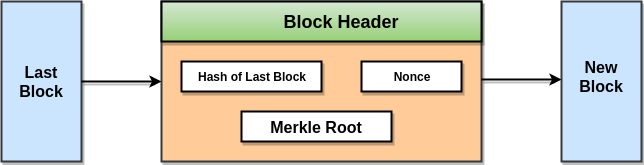 Block Header
Last
Block
Hash of Last Block
Nonce
Merkle Root
New
Block